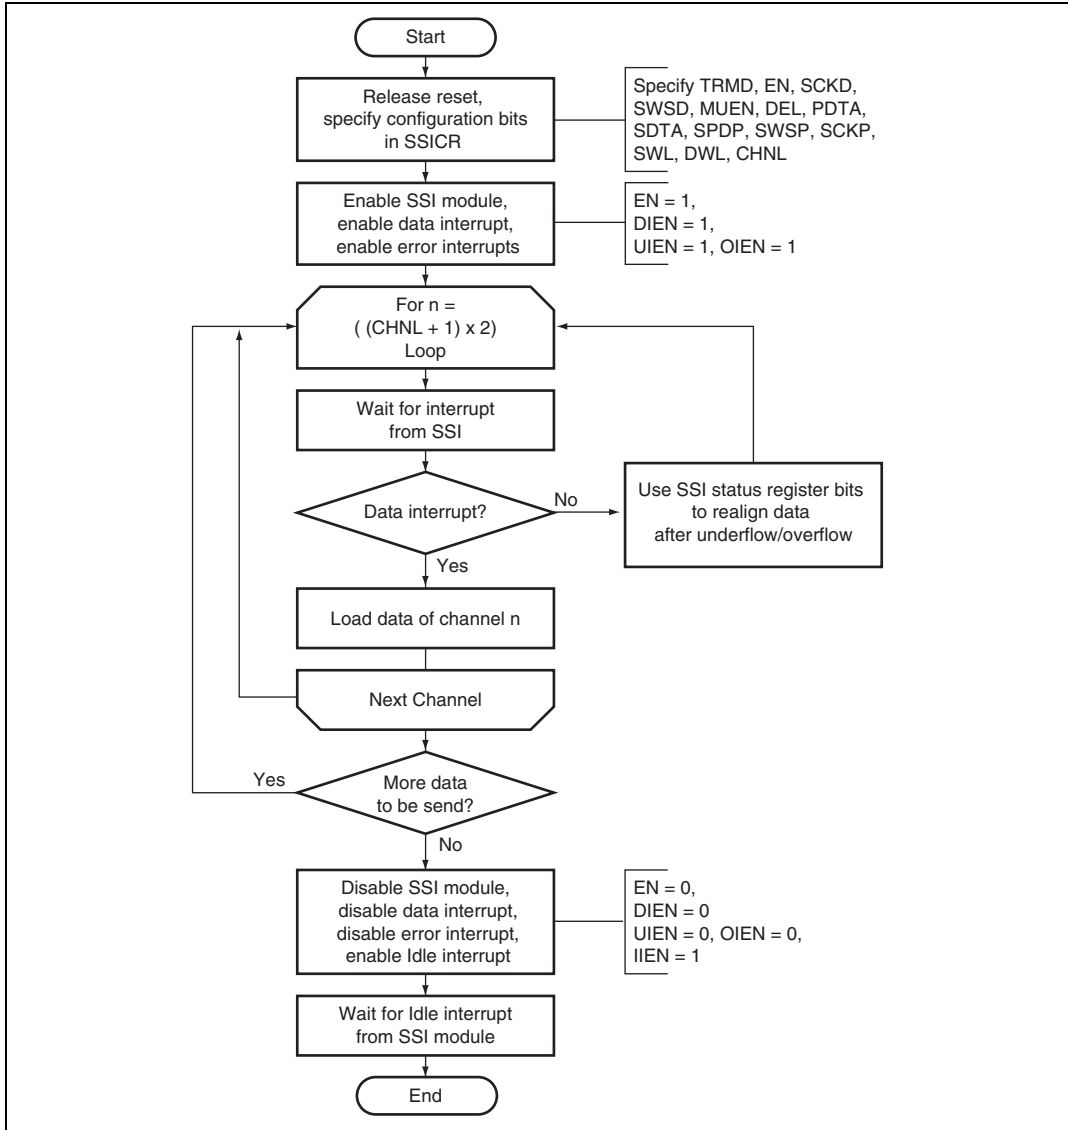 Start
Release reset,
specify configuration bits
in SSICR
Specify TRMD, EN, SCKD,
SWSD, MUEN, DEL, PDTA,
SDTA, SPDP, SWSP, SCKP,
SWL, DWL, CHNL
Enable SSI module,
enable data interrupt,
enable error interrupts
EN = 1,
DIEN = 1,
UIEN = 1, OIEN = 1
For n =
( (CHNL + 1) x 2)
Loop
Wait for interrupt
from SSI
Data interrupt?
No
Use SSI status register bits
to realign data
after underflow/overflow
Yes
Load data of channel n
Next Channel
Yes
More data
to be send?
No
Disable SSI module,
disable data interrupt,
disable error interrupt,
enable Idle interrupt
EN = 0,
DIEN = 0
UIEN = 0, OIEN = 0,
IIEN = 1
Wait for Idle interrupt
from SSI module
End